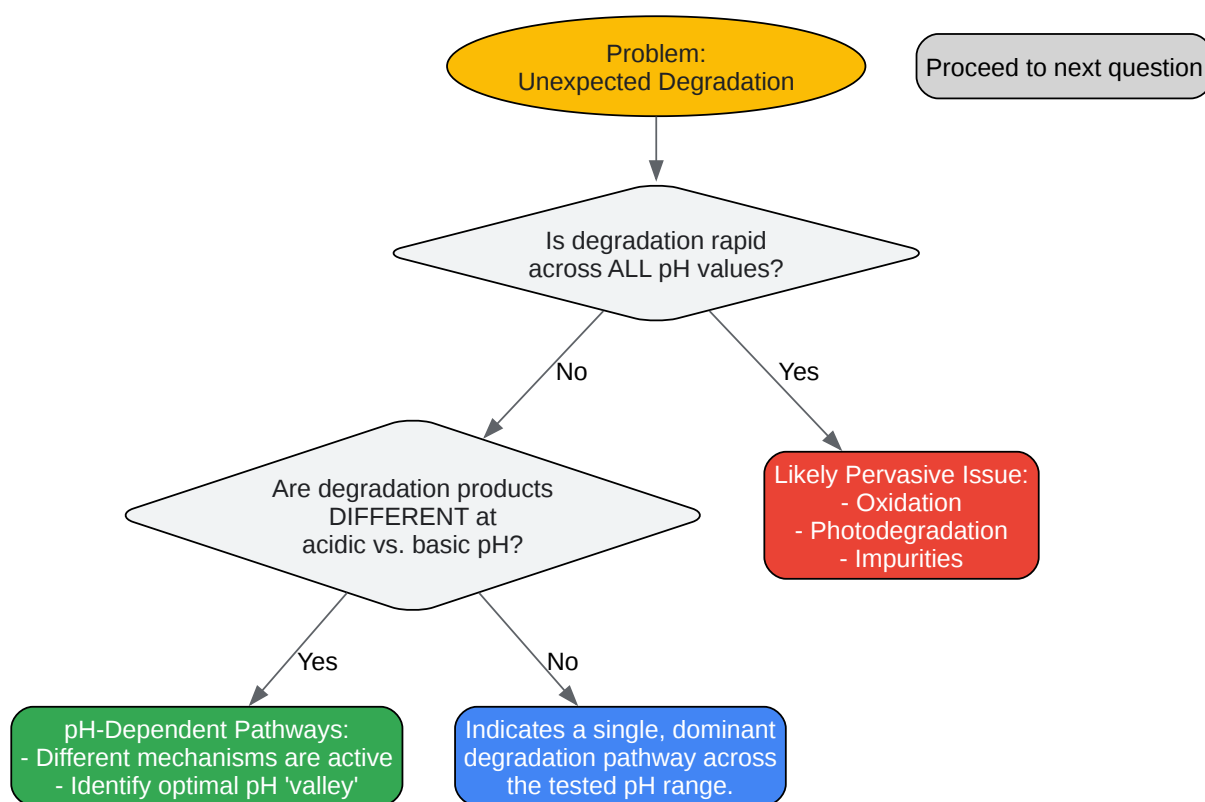 Problem:
Unexpected Degradation
Proceed to next question
Is degradation rapid
across ALL pH values?
No
Yes
Are degradation products
DIFFERENT at
acidic vs. basic pH?
Likely Pervasive Issue:
- Oxidation
- Photodegradation
- Impurities
Yes
No
pH-Dependent Pathways:
- Different mechanisms are active
- Identify optimal pH 'valley'
Indicates a single, dominant
degradation pathway across
the tested pH range.